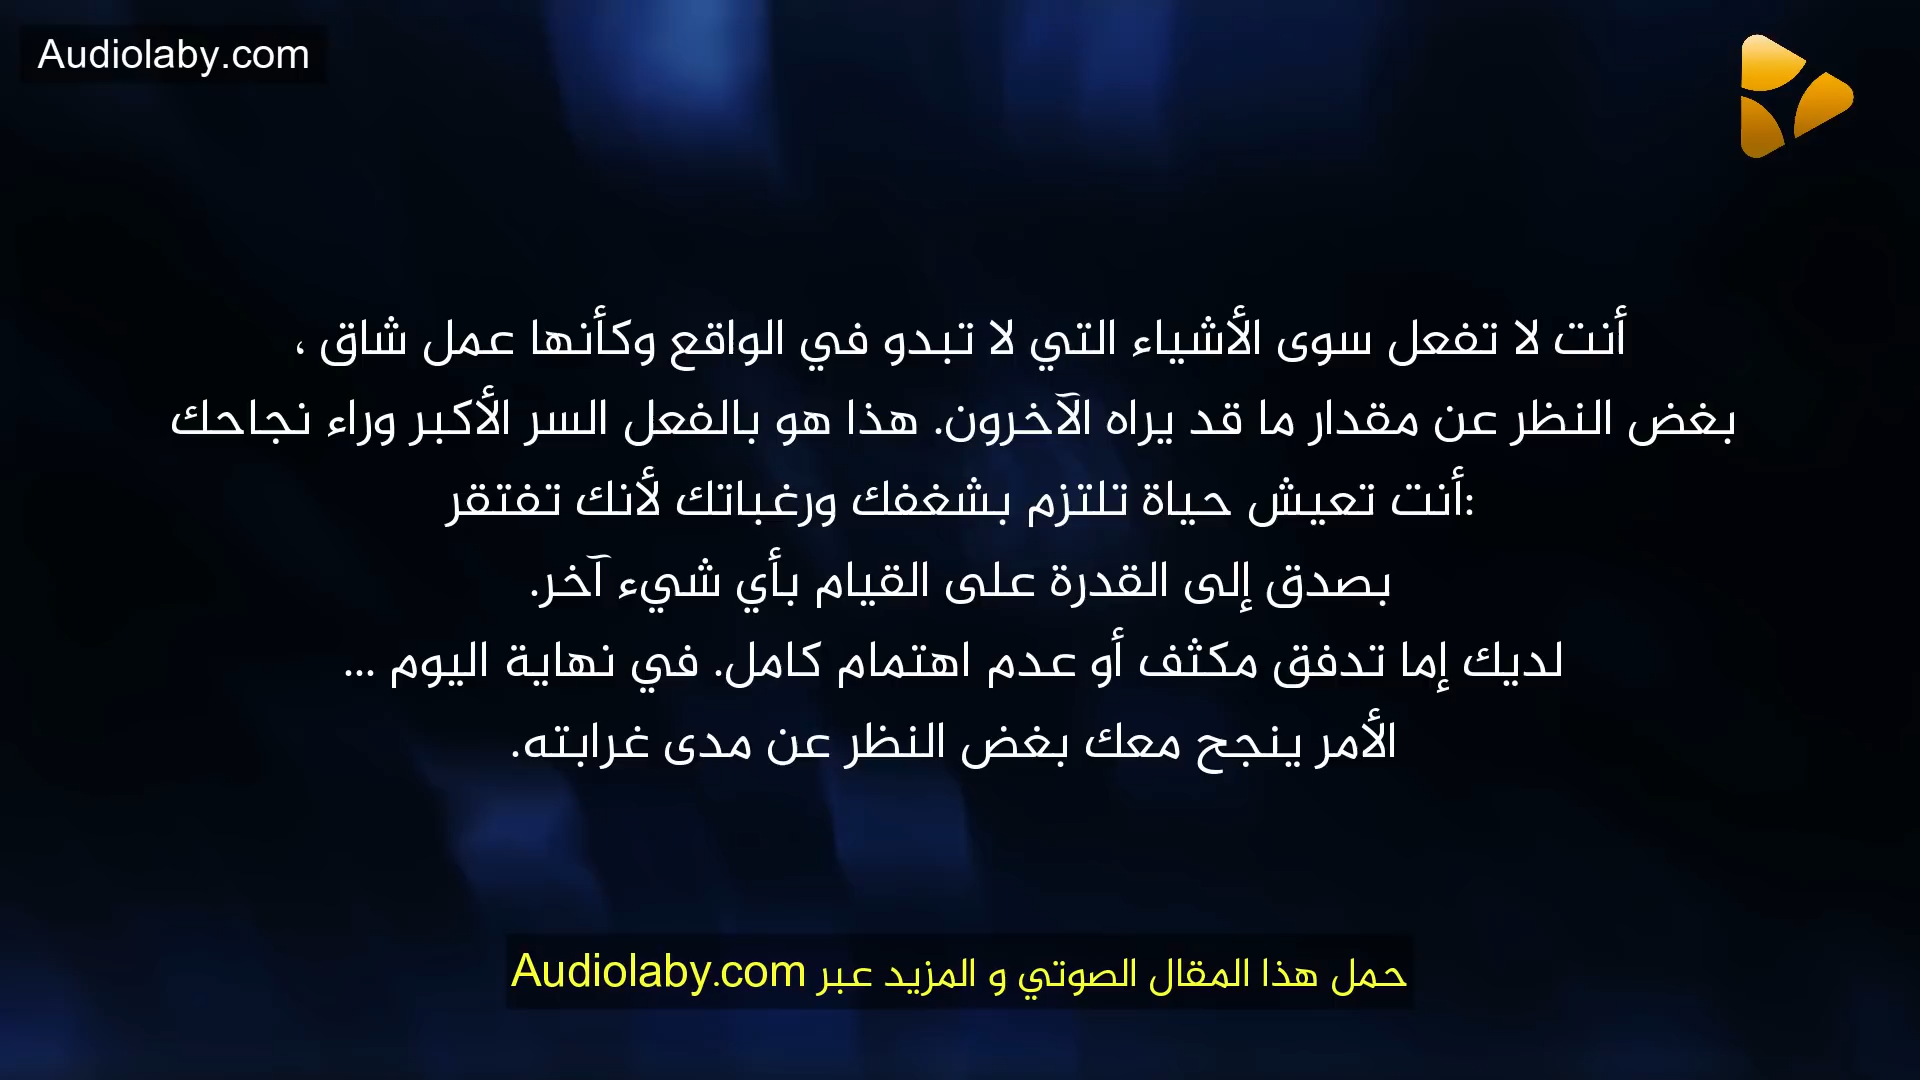 Audiolaby.com
أنت لا تفعل سوى الأشياء التي لا تبدو في الواقع وكأنها عمل شاق ،
بغض النظر عن مقدار ما قد يراه الآخرون. هذا هو بالفعل السر الأكبر وراء نجاحك
:أنت تعيش حياة تلتزم بشغفك ورغباتك لأنك تفتقر
بصدق إلى القدرة على القيام بأي شيء آخر.
لديك إما تدفق مكثف أو عدم اهتمام كامل. في نهاية اليوم ...
الأمر ينجح معك بغض النظر عن مدى غرابته.
حمل هذا المقال الصوتي و المزيد عبر Audiolaby.com